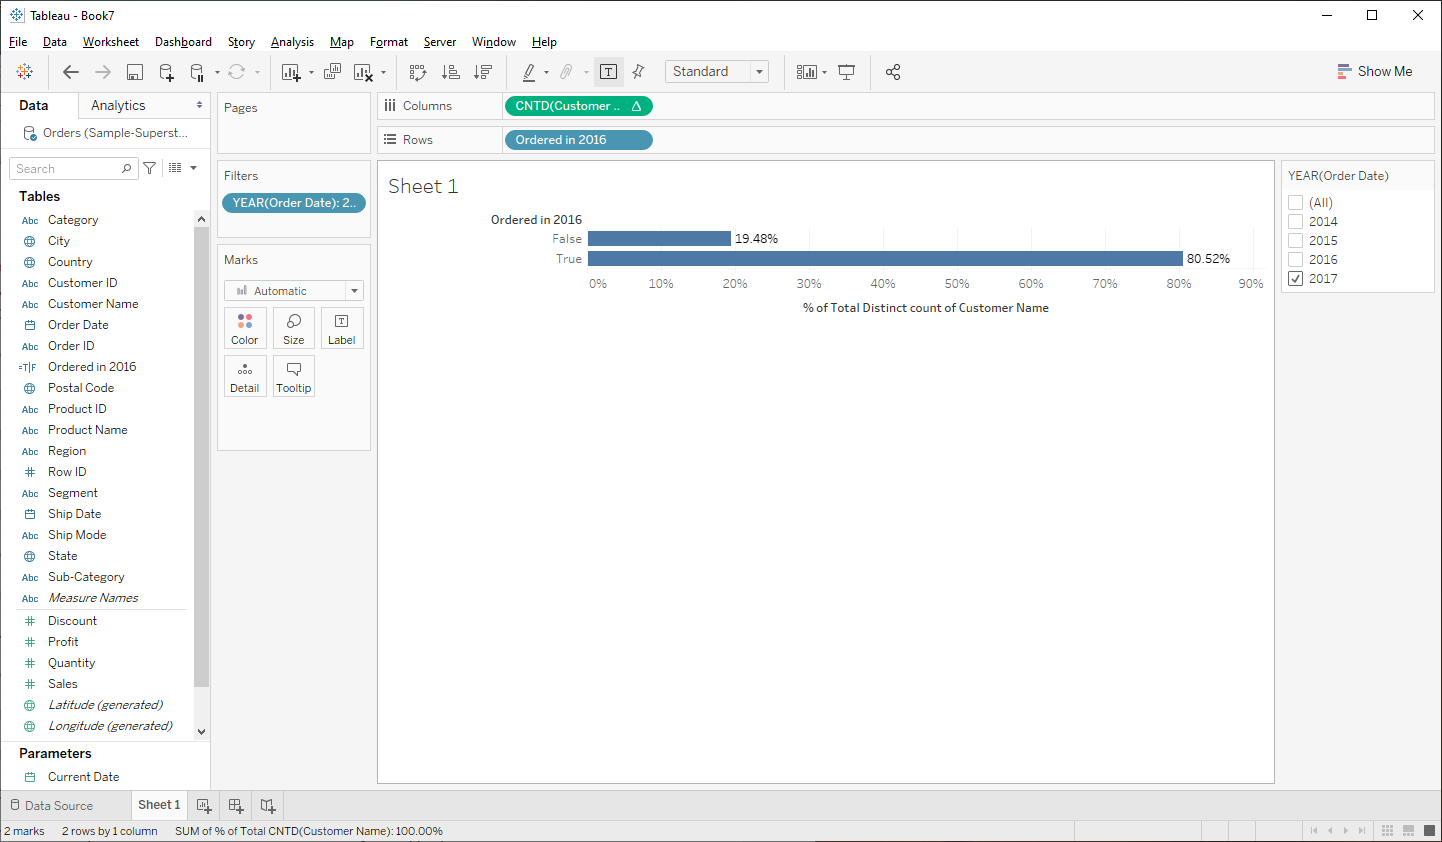 Tableau - Book7
File Data Worksheet Dashboard Story Analysis Map Format Server Window Help
Standard
Show Me
Data
Analytics
Orders (Sample-Superst...
Search
Tables
Abc Category
City
Country
Abc Customer ID
Abc Customer Name
Order Date
Abc Order ID
=T|F Ordered in 2016
Postal Code
Abc Product ID
Abc Product Name
Abc Region
# Row ID
Abc Segment
Ship Date
Abc Ship Mode
State
Abc Sub-Category
Abc Measure Names
# Discount
# Profit
# Quantity
# Sales
Latitude (generated)
Longitude (generated)
Parameters
Current Date
Pages
Filters
YEAR(Order Date): 2..
Marks
Automatic
Color Size Label
Detail Tooltip
Columns
CNTD(Customer .. Δ
Rows
Ordered in 2016
Sheet 1
Ordered in 2016
False 19.48%
True 80.52%
0% 10% 20% 30% 40% 50% 60% 70% 80% 90%
% of Total Distinct count of Customer Name
YEAR(Order Date)
(All)
2014
2015
2016
2017
Data Source
Sheet 1
2 marks 2 rows by 1 column SUM of % of Total CNTD(Customer Name): 100.00%